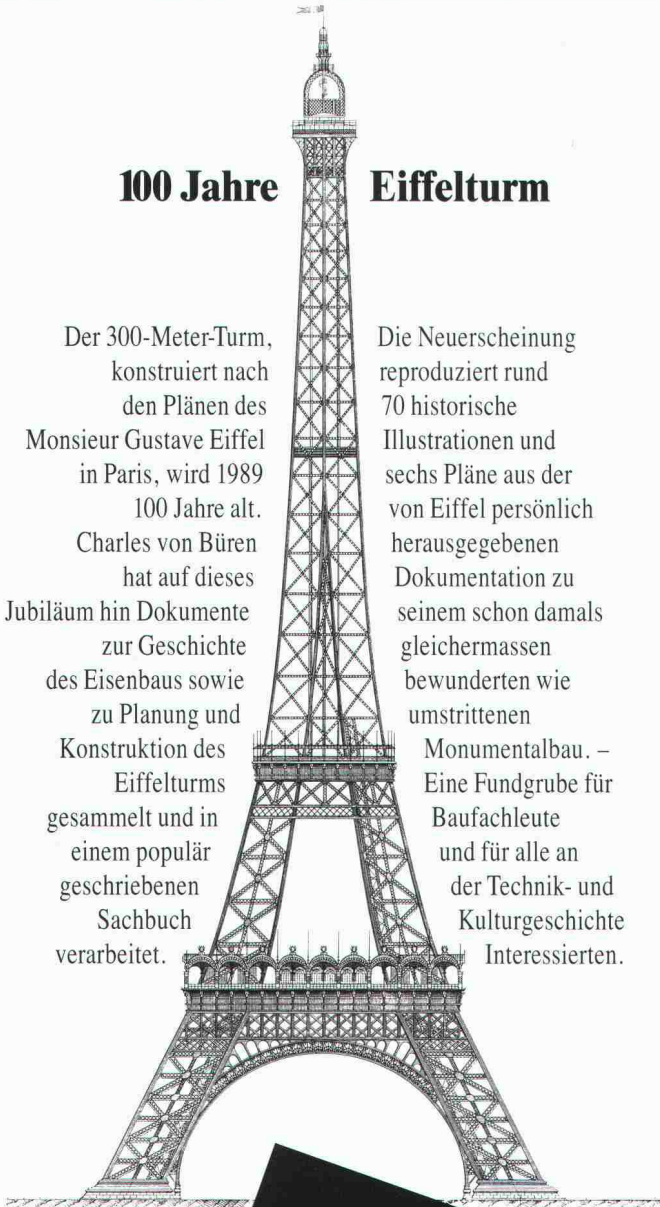 100 Jahre Eiffelturm
Der 300-Meter-Turm,
konstruiert nach
den Plänen des
Monsieur Gustave Eiffel
in Paris, wird 1989
100 Jahre alt.
Charles von Büren
hat auf dieses
Jubiläum hin Dokumente
zur Geschichte
des Eisenbaus sowie
zu Planung und
Konstruktion des
Eiffelturms
gesammelt und in
einem populär
geschriebenen
Sachbuch
verarbeitet.
Die Neuerscheinung
reproduziert rund
70 historische
Illustrationen und
sechs Pläne aus der
von Eiffel persönlich
herausgegebenen
Dokumentation zu
seinem schon damals
gleichermassen
bewunderten wie
umstrittenen
Monumentalbau. –
Eine Fundgrube für
Baufachleute
und für alle an
der Technik- und
Kulturgeschichte
Interessierten.